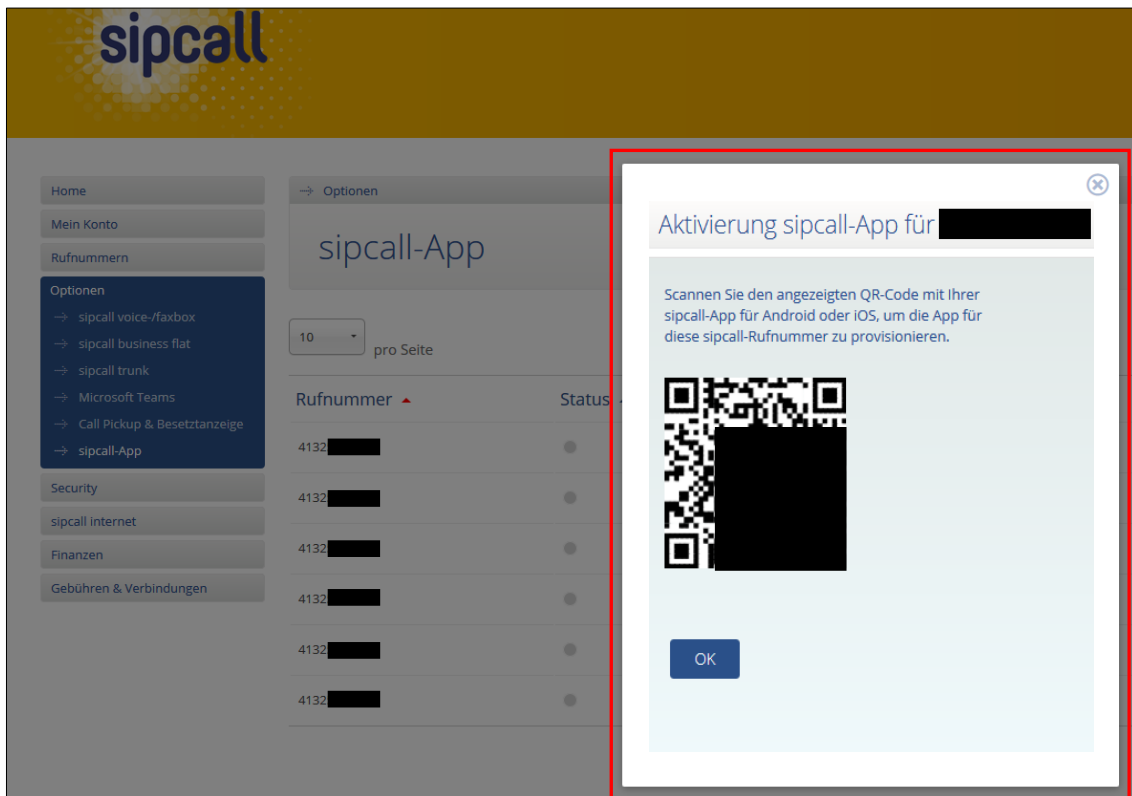 sipcall
Home
Mein Konto
Rufnummern
Optionen
sipcall voice-/faxbox
sipcall business flat
sipcall trunk
Microsoft Teams
Call Pickup & Besetztanzeige
sipcall-App
Security
sipcall internet
Finanzen
Gebühren & Verbindungen
Optionen
sipcall-App
10
pro Seite
Rufnummer Status
4132
4132
4132
4132
4132
4132
Aktivierung sipcall-App für
Scannen Sie den angezeigten QR-Code mit Ihrer
sipcall-App für Android oder iOS, um die App für
diese sipcall-Rufnummer zu provisionieren.
OK